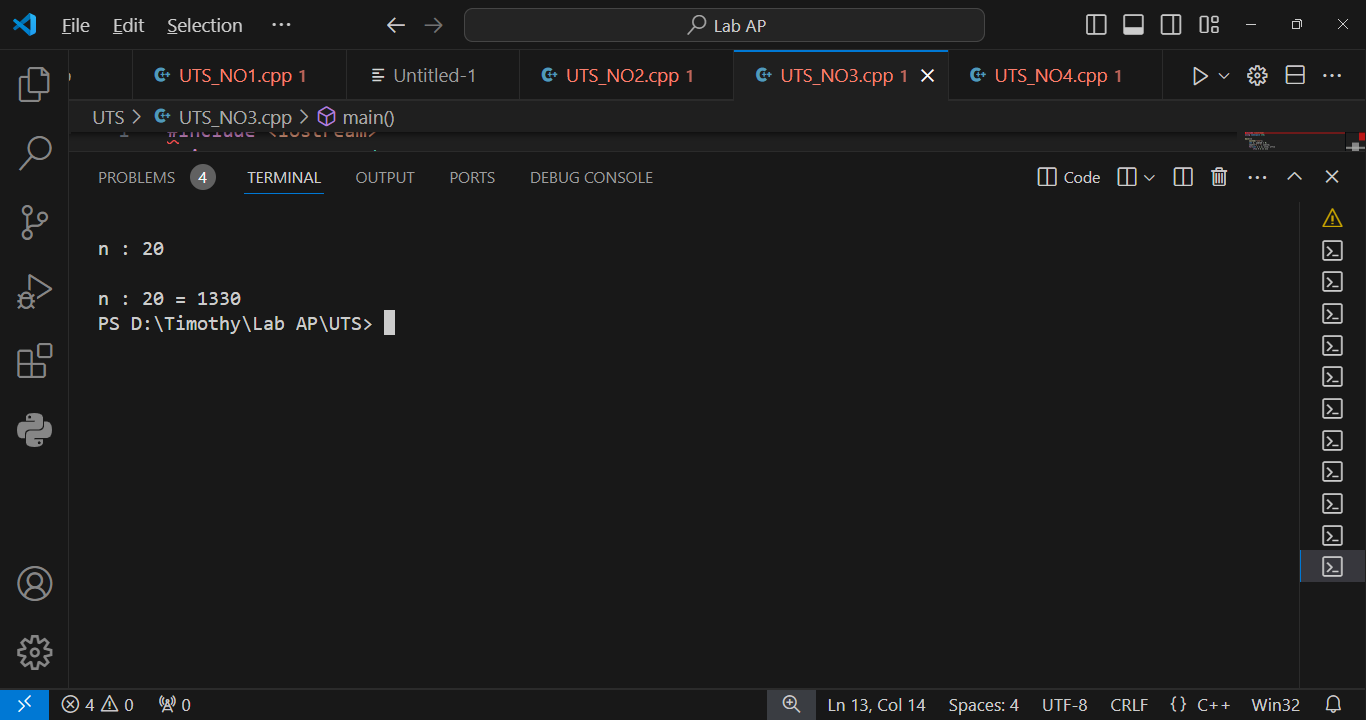 File Edit Selection ··· Lab AP
UTS_NO1.cpp 1 Untitled-1 UTS_NO2.cpp 1 UTS_NO3.cpp 1 UTS_NO4.cpp 1
UTS > UTS_NO3.cpp > main()
1 #include <iostream>
PROBLEMS 4 TERMINAL OUTPUT PORTS DEBUG CONSOLE Code
n : 20
n : 20 = 1330
PS D:\Timothy\Lab AP\UTS>
4 0 0 Ln 13, Col 14 Spaces: 4 UTF-8 CRLF {} C++ Win32